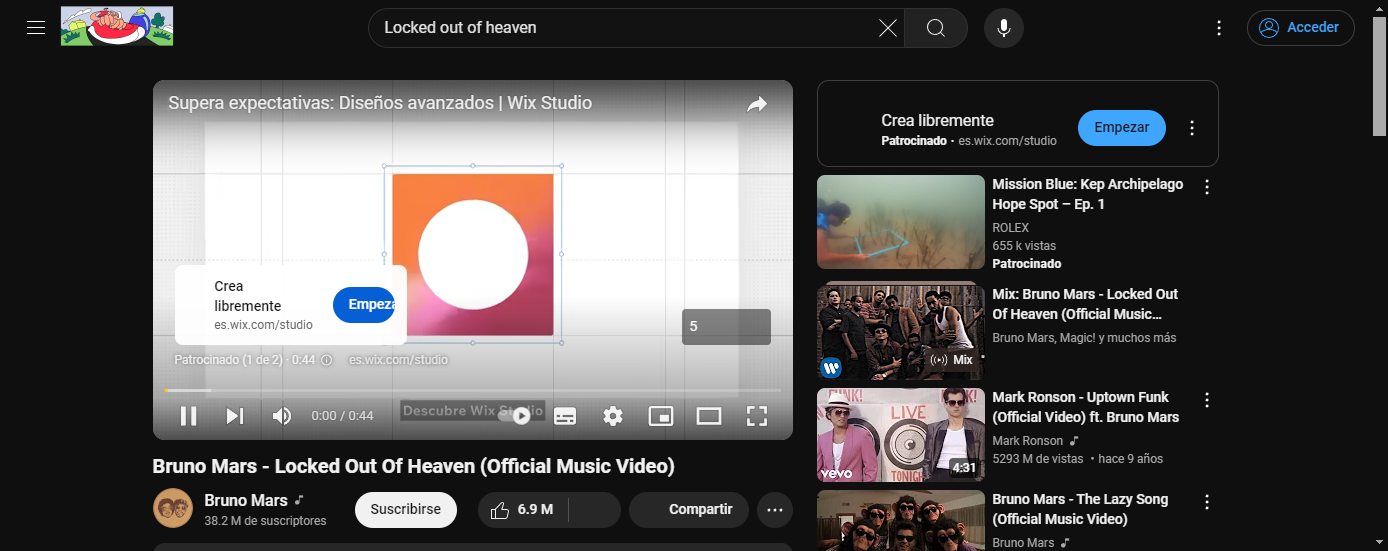 Locked out of heaven
Acceder
Supera expectativas: Diseños avanzados | Wix Studio
Crea
libremente
es.wix.com/studio
Empeza
5
Patrocinado (1 de 2) · 0:44
es.wix.com/studio
0:00 / 0:44
Descubre Wix Studio
Bruno Mars - Locked Out Of Heaven (Official Music Video)
Bruno Mars
38.2 M de suscriptores
Suscribirse
6.9 M
Compartir
Crea libremente
Patrocinado · es.wix.com/studio
Empezar
Mission Blue: Kep Archipelago
Hope Spot – Ep. 1
ROLEX
655 k vistas
Patrocinado
Mix
Mix: Bruno Mars - Locked Out
Of Heaven (Official Music...
Bruno Mars, Magic! y muchos más
LIVE
TONIGHT
vevo
4:31
Mark Ronson - Uptown Funk
(Official Video) ft. Bruno Mars
Mark Ronson
5293 M de vistas · hace 9 años
Bruno Mars - The Lazy Song
(Official Music Video)
Bruno Mars